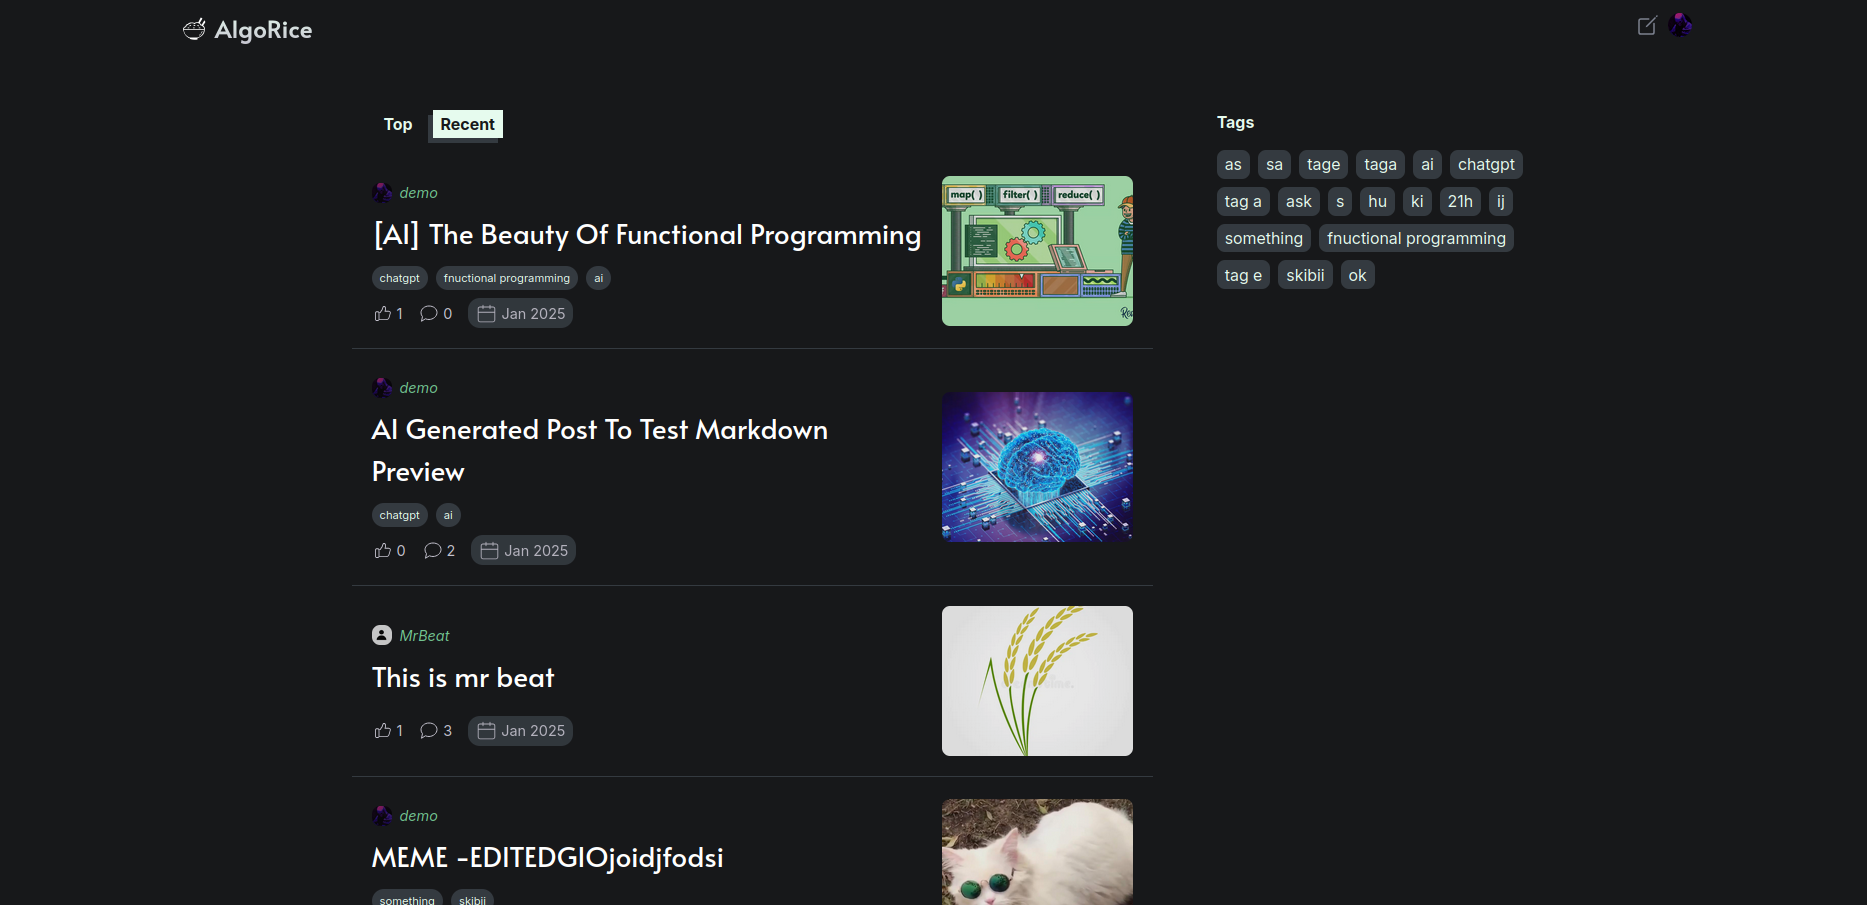 AlgoRice
Top Recent
demo
[AI] The Beauty Of Functional Programming
chatgpt fnuctional programming ai
1 0 Jan 2025
map( ) filter( ) reduce( )
demo
AI Generated Post To Test Markdown
Preview
chatgpt ai
0 2 Jan 2025
MrBeat
This is mr beat
1 3 Jan 2025
demo
MEME -EDITEDGIOjoidjfodsi
something skibii
Tags
as sa tage taga ai chatgpt
tag a ask s hu ki 21h ij
something fnuctional programming
tag e skibii ok